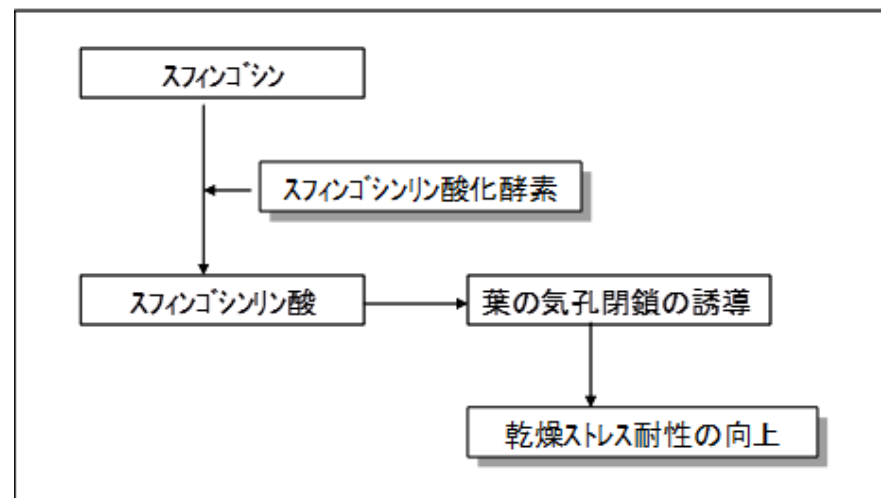 スフィンゴシン
スフィンゴシンリン酸化酵素
スフィンゴシンリン酸
葉の気孔閉鎖の誘導
乾燥ストレス耐性の向上